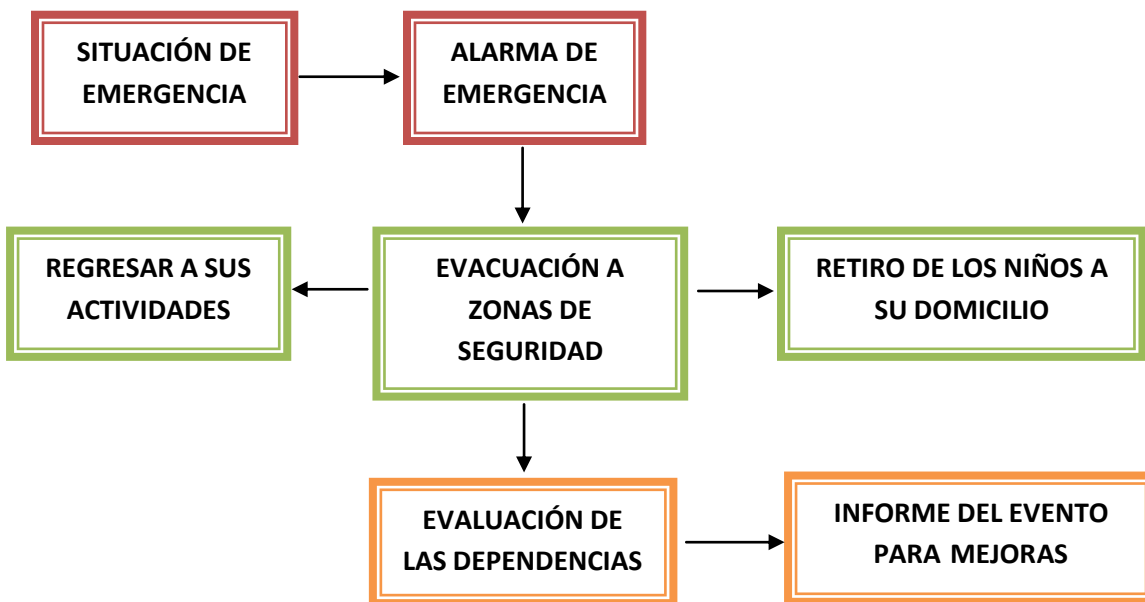 SITUACIÓN DE
EMERGENCIA
ALARMA DE
EMERGENCIA
REGRESAR A SUS
ACTIVIDADES
EVACUACIÓN A
ZONAS DE
SEGURIDAD
RETIRO DE LOS NIÑOS A
SU DOMICILIO
EVALUACIÓN DE
LAS DEPENDENCIAS
INFORME DEL EVENTO
PARA MEJORAS